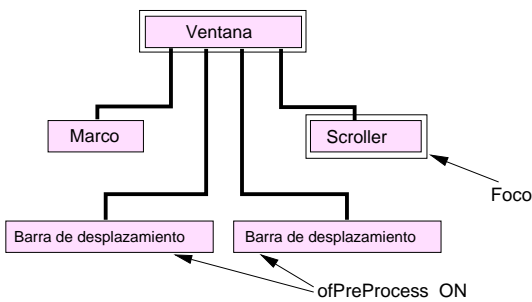 Ventana
Marco
Scroller
Foco
Barra de desplazamiento
Barra de desplazamiento
ofPreProcess ON